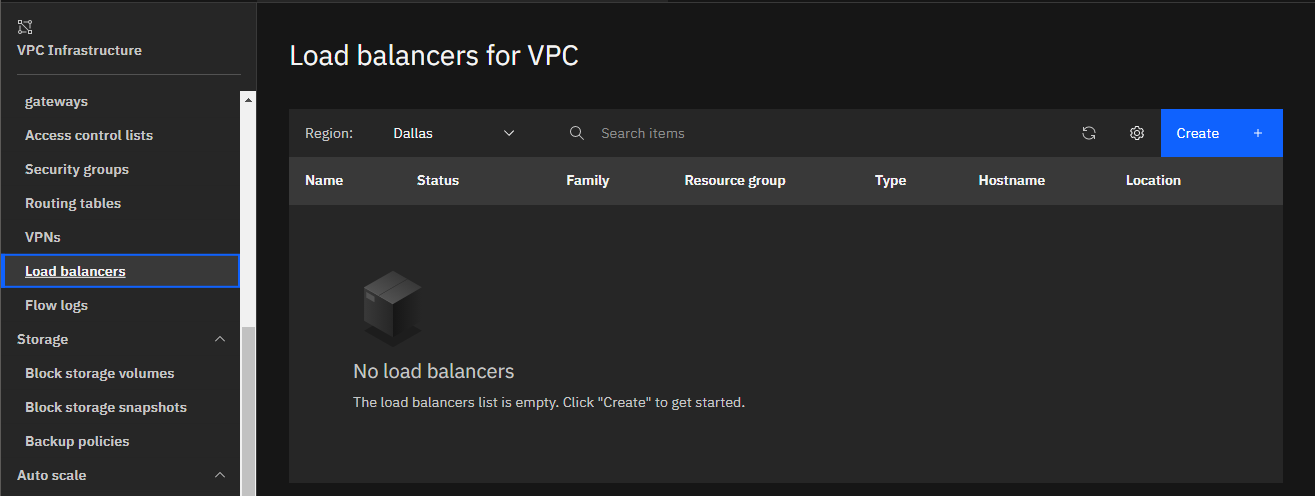 VPC Infrastructure
gateways
Access control lists
Security groups
Routing tables
VPNs
Load balancers
Flow logs
Storage
Block storage volumes
Block storage snapshots
Backup policies
Auto scale
Load balancers for VPC
Region: Dallas Search items Create +
Name Status Family Resource group Type Hostname Location
No load balancers
The load balancers list is empty. Click "Create" to get started.